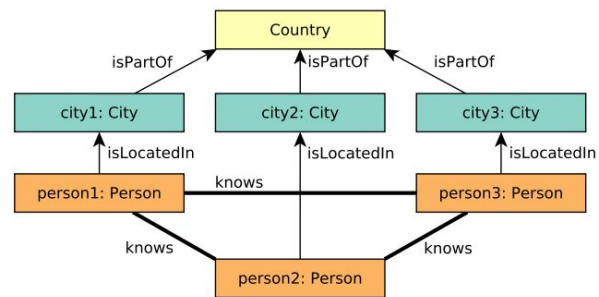 Country
isPartOf
isPartOf
isPartOf
city1: City
city2: City
city3: City
isLocatedIn
isLocatedIn
isLocatedIn
person1: Person
knows
person3: Person
knows
knows
person2: Person